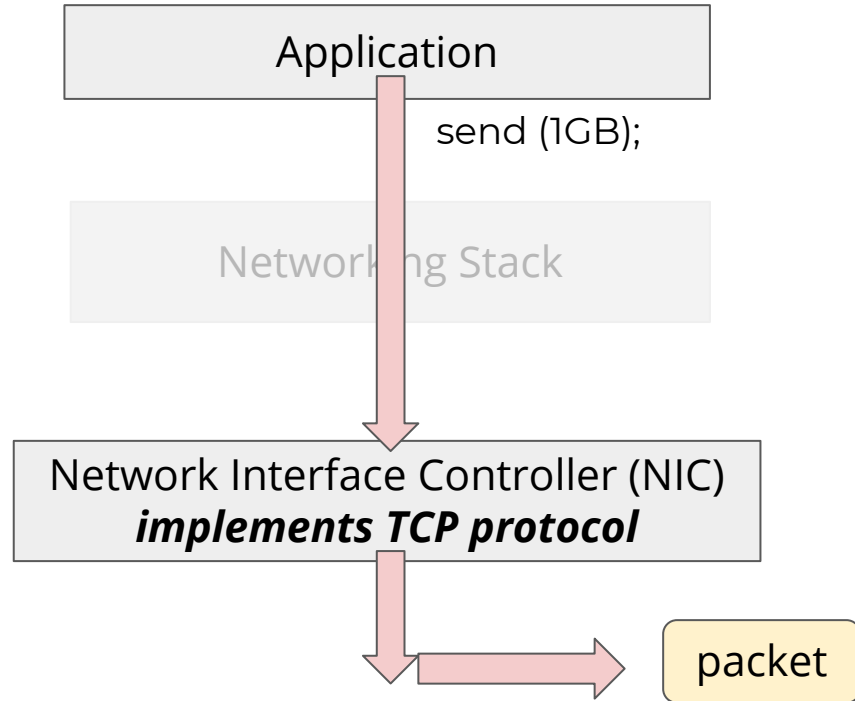 Application
send (1GB);
Networking Stack
Network Interface Controller (NIC)
implements TCP protocol
packet